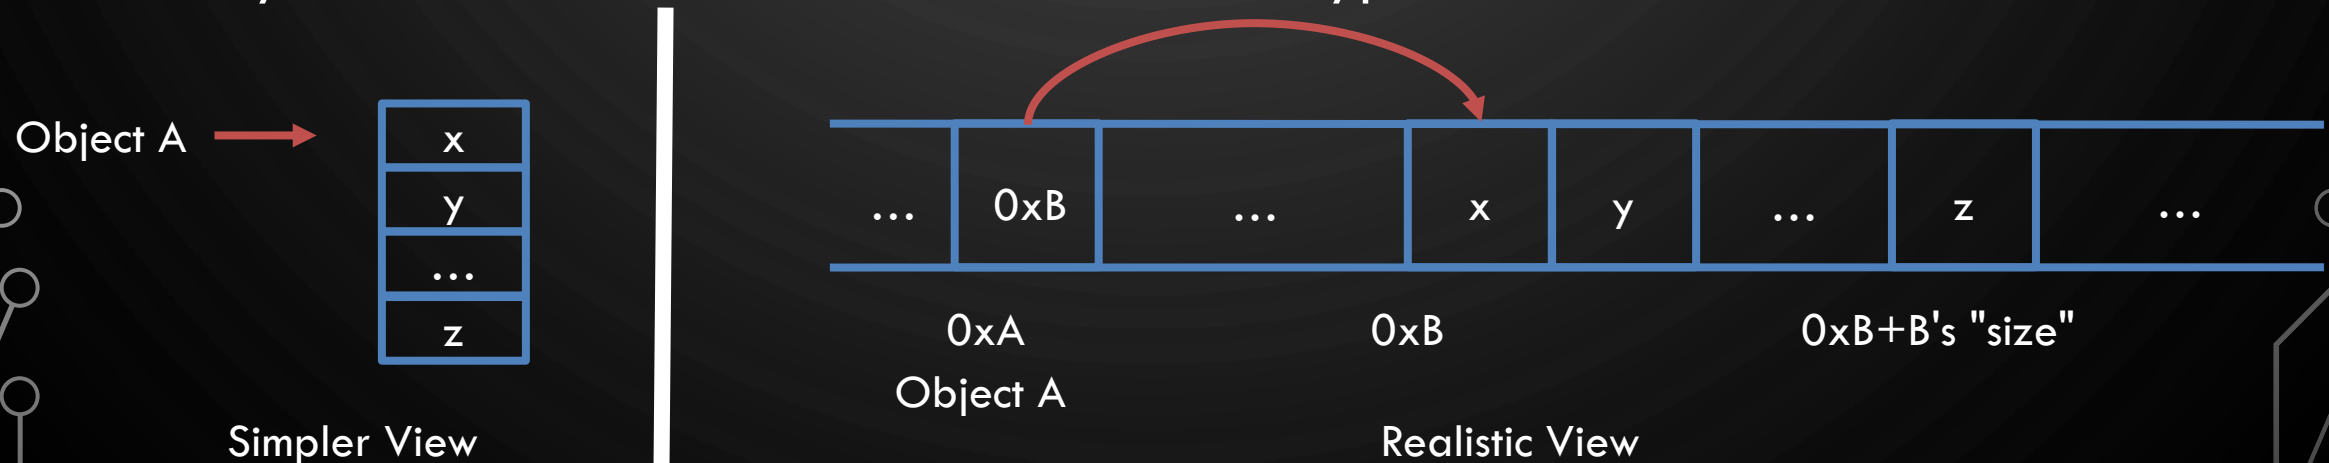 Object A
x
y
...
z
Simpler View
... 0xB ... x y ... z ...
0xA 0xB 0xB+B's "size"
Object A
Realistic View